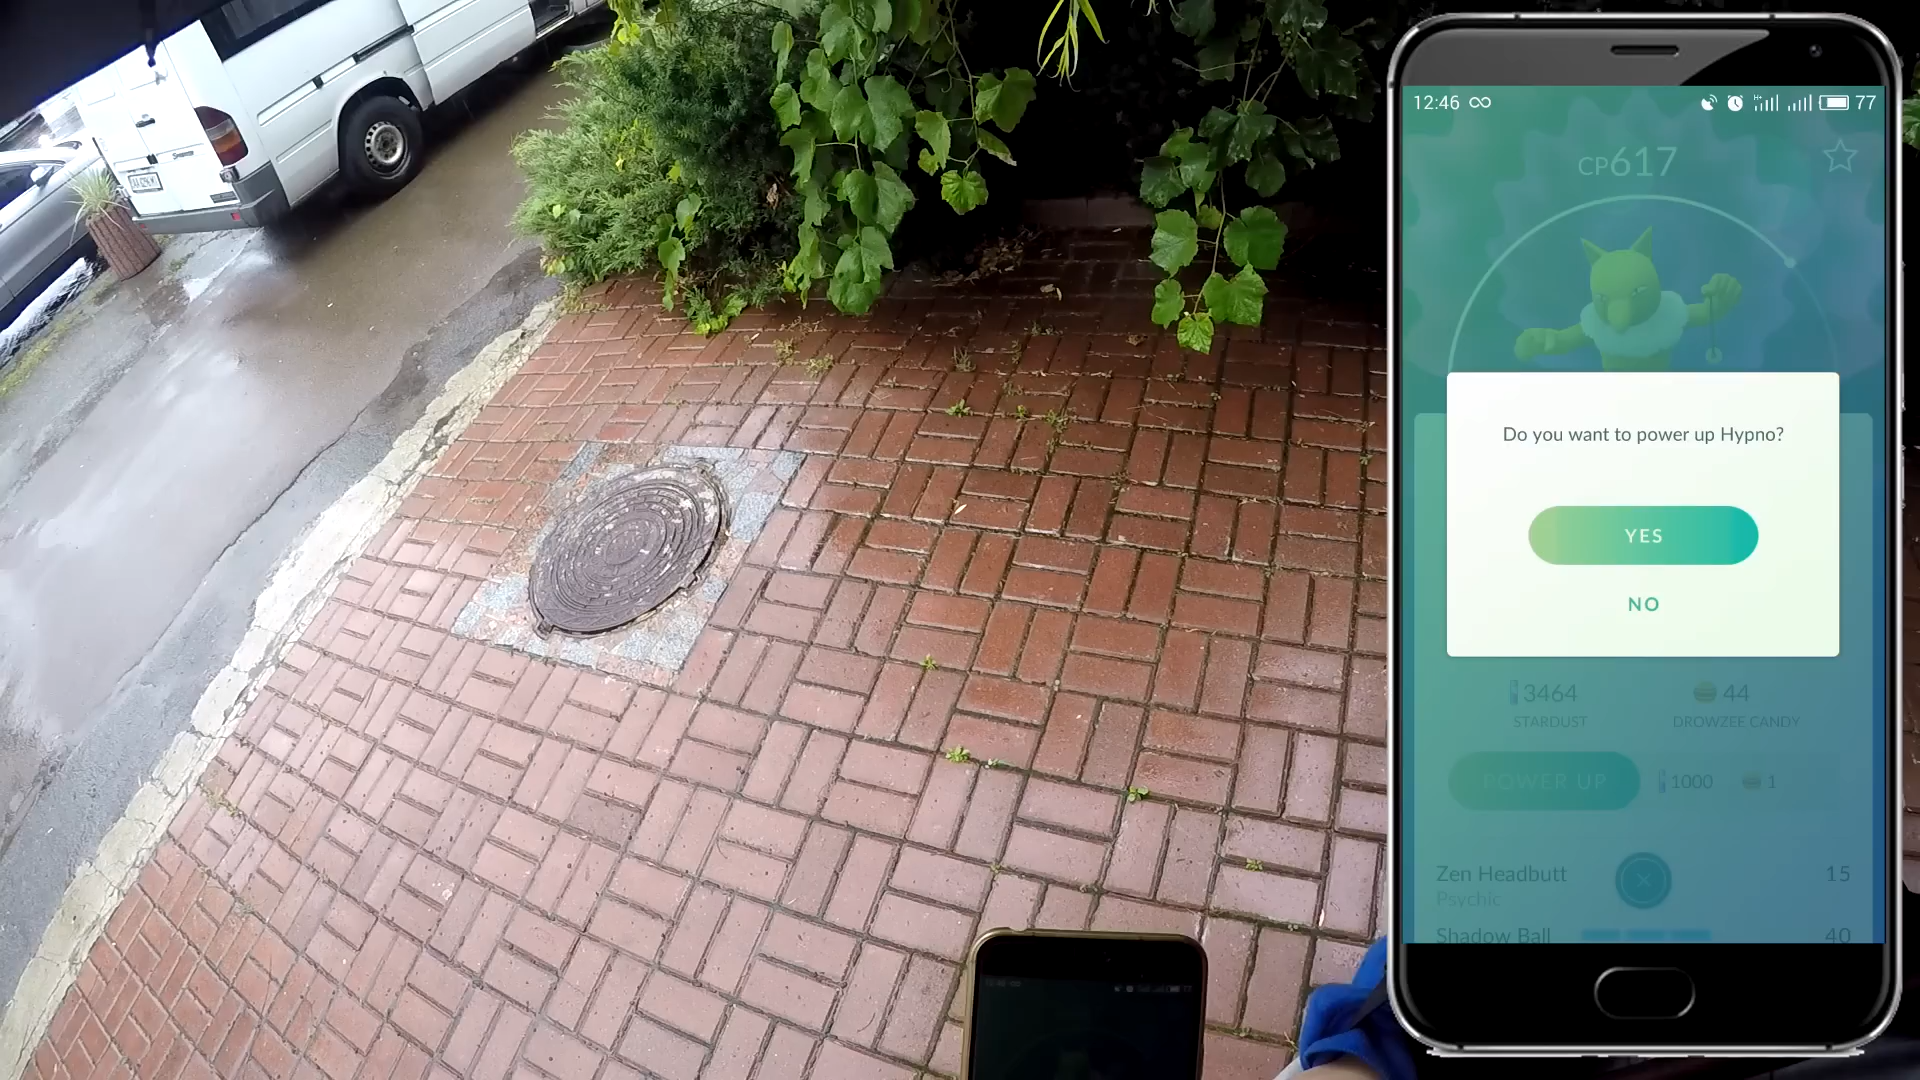 12:46
77
CP617
Do you want to power up Hypno?
YES
NO
3464
44
STARDUST
DROWZEE CANDY
POWER UP
1000
1
Zen Headbutt
15
Psychic
Shadow Ball
40